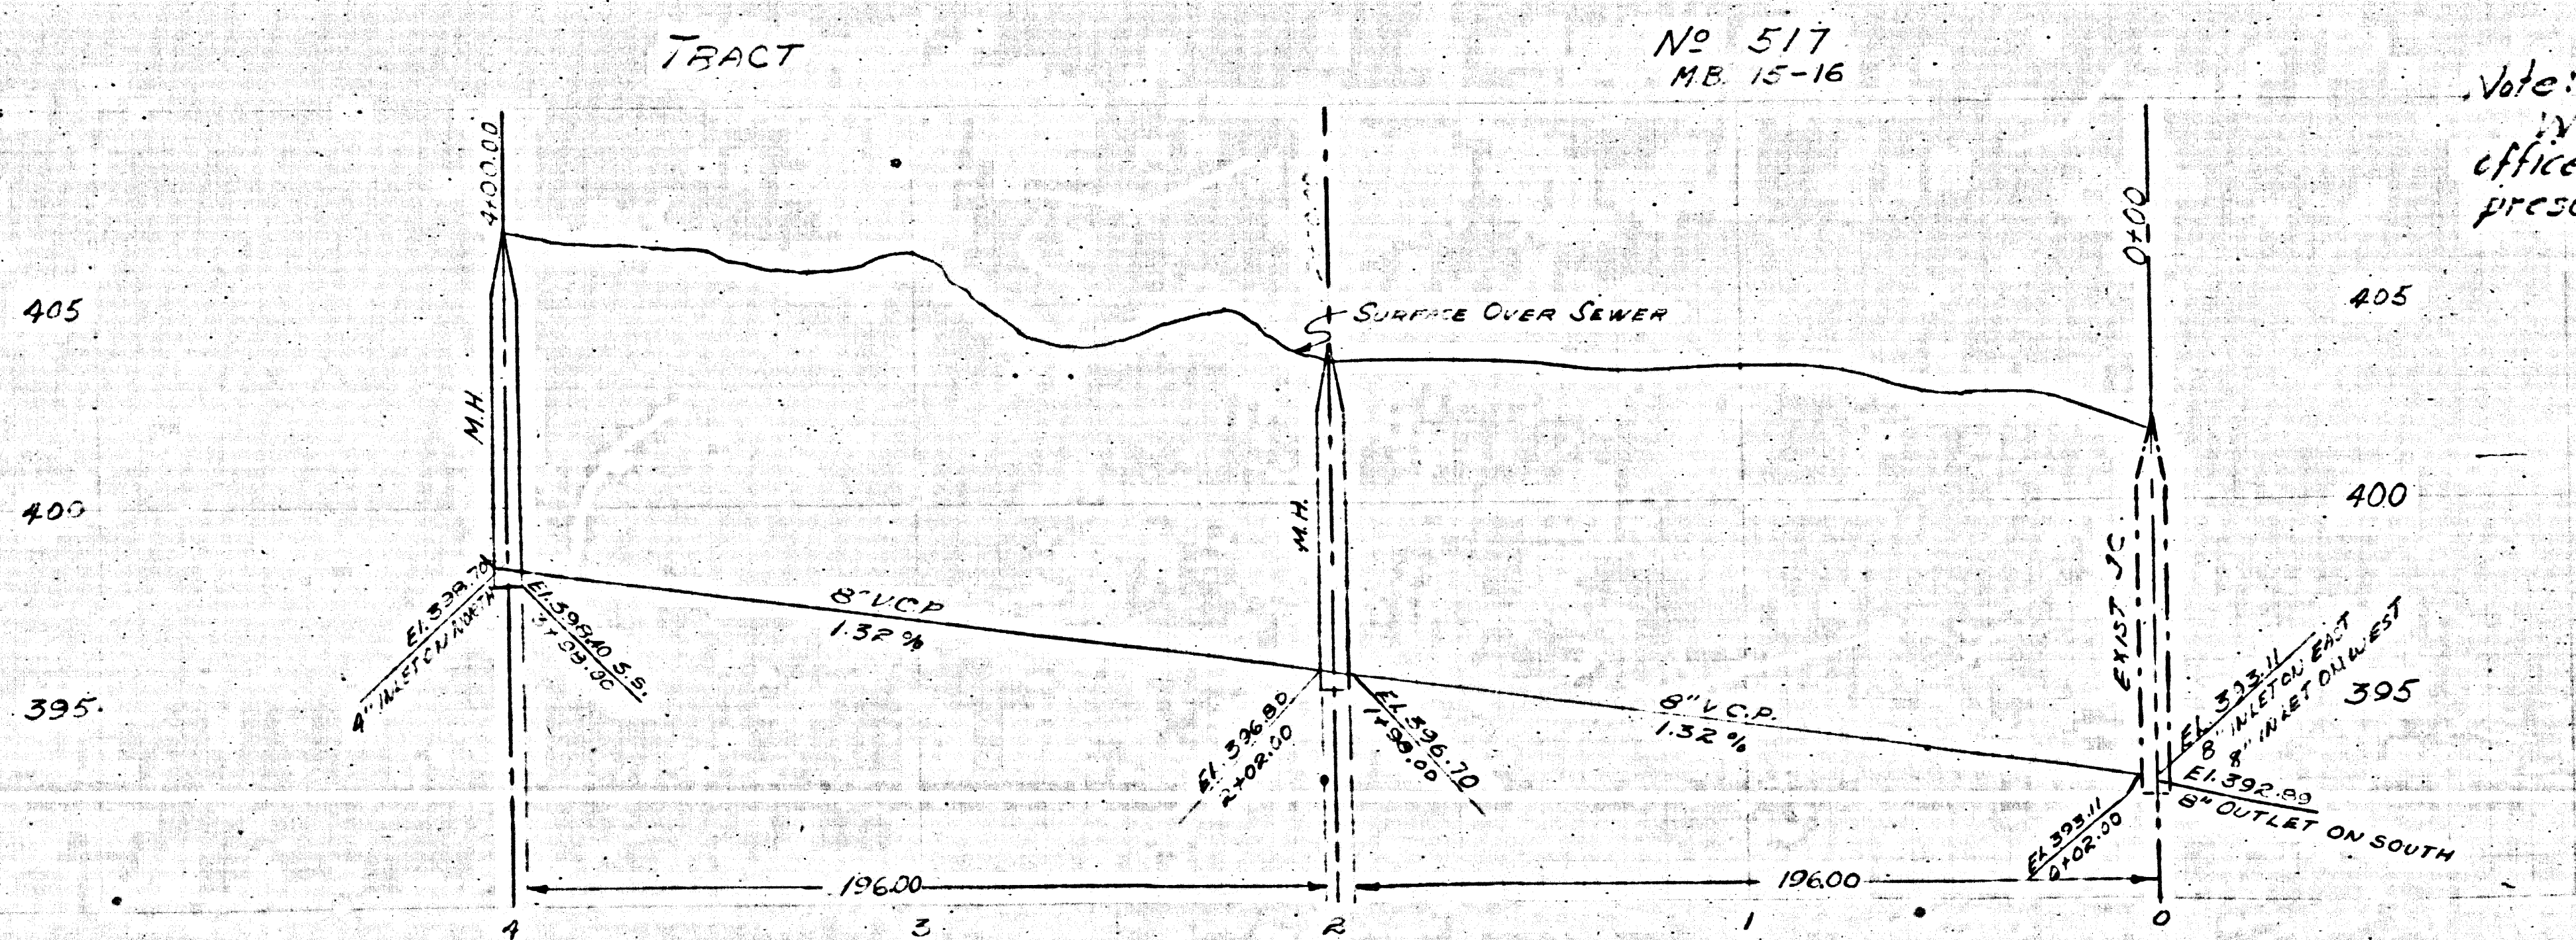 TRACT
No 517
M.B. 15-16
office
4+00.00
0+00
405
405
SURFACE OVER SEWER
M.H.
M.H.
EXIST JC.
400
400
395.
395
El. 398.70
4" INLET ON NORTH
El. 398.40 S.S.
8" V.C.P.
1.32 %
El. 396.80
2+02.00
El. 396.70
1+98.00
8" V.C.P.
1.32 %
El. 393.11
8" INLET ON EAST
8" INLET ON WEST
El. 392.89
8" OUTLET ON SOUTH
El. 393.11
0+02.00
196.00
196.00
4
3
2
1
0